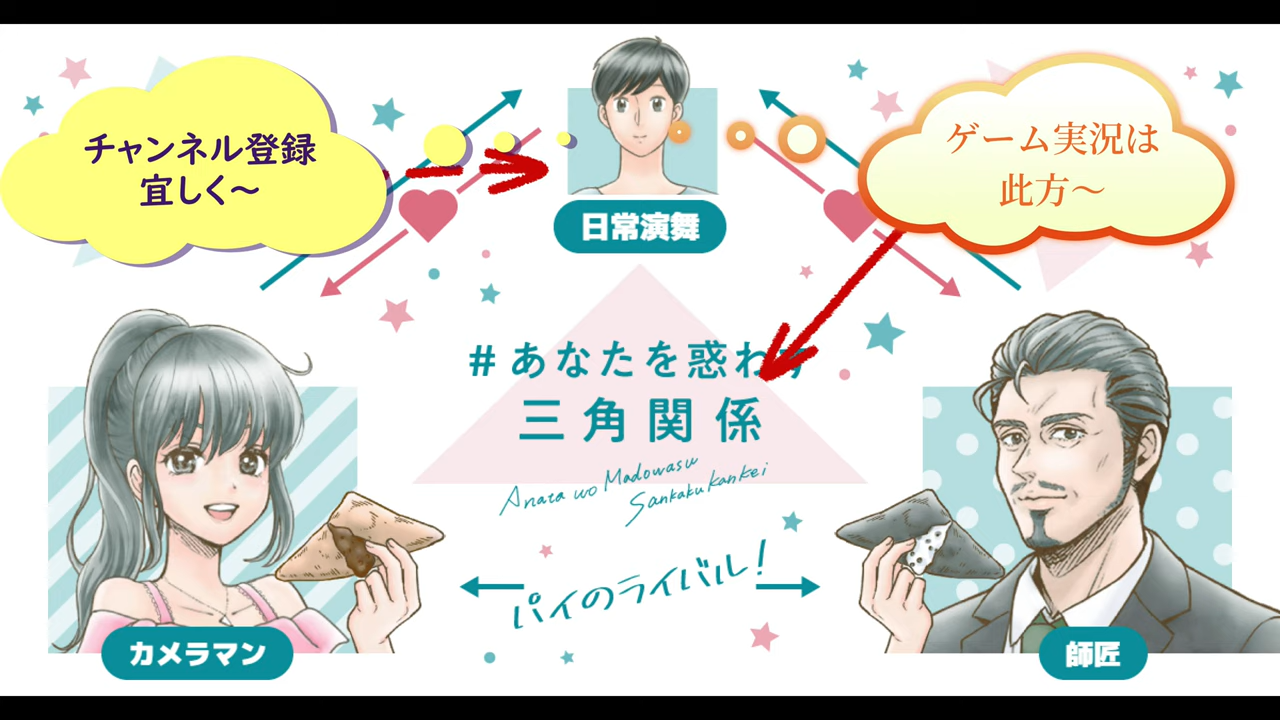 チャンネル登録
宜しく〜
ゲーム実況は
此方〜
日常演舞
#あなたを惑わす
三角関係
Anata wo Madowasu
Sankaku kankei
パイのライバル!
カメラマン
師匠